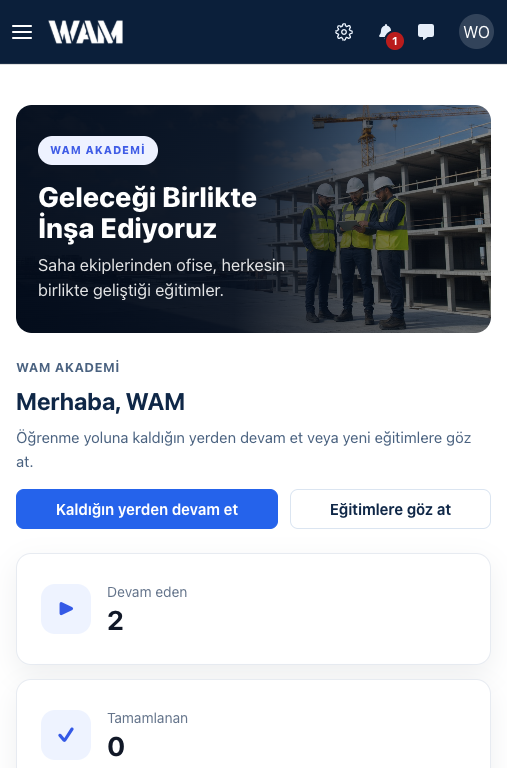 WAM
1
WO
WAM AKADEMİ
Geleceği Birlikte
İnşa Ediyoruz
Saha ekiplerinden ofise, herkesin
birlikte geliştiği eğitimler.
WAM AKADEMİ
Merhaba, WAM
Öğrenme yoluna kaldığın yerden devam et veya yeni eğitimlere göz
at.
Kaldığın yerden devam et
Eğitimlere göz at
Devam eden
2
Tamamlanan
0